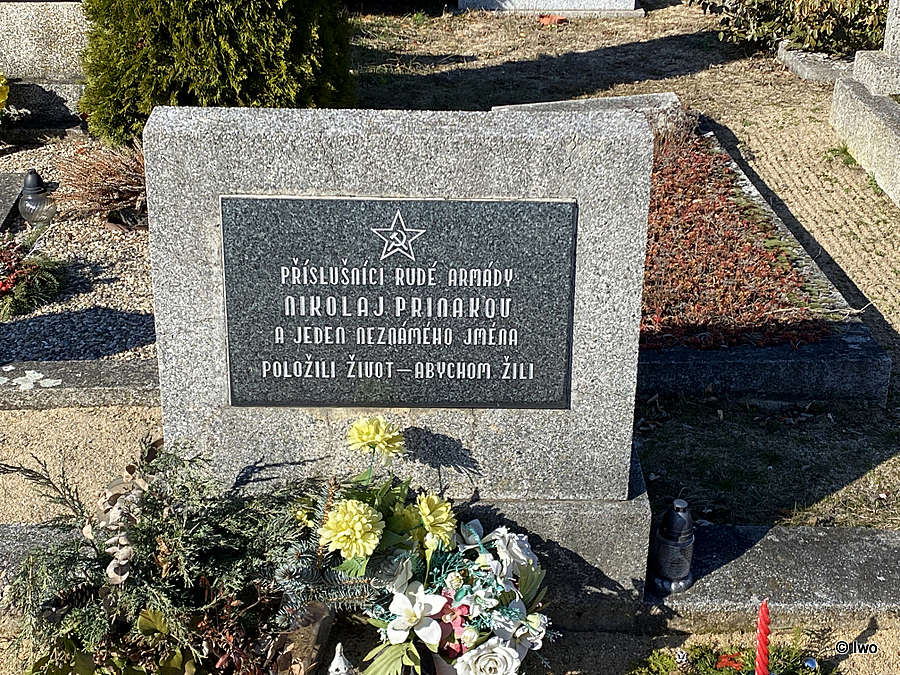 PŘÍSLUŠNÍCI RUDÉ ARMÁDY
NIKOLAJ PRINAKOV
A JEDEN NEZNÁMÉHO JMÉNA
POLOŽILI ŽIVOT — ABYCHOM ŽILI
© Iwo